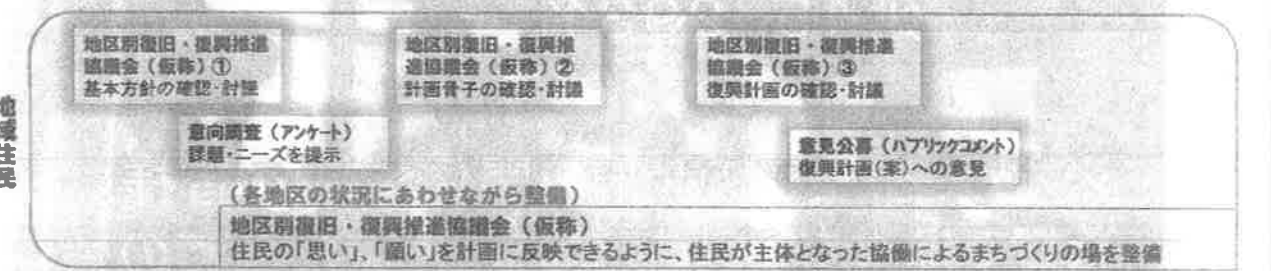 地域住民
地区別復旧・復興推進
協議会(仮称)①
基本方針の確認・討議
地区別復旧・復興推
進協議会(仮称)②
計画骨子の確認・討議
地区別復旧・復興推進
協議会(仮称)③
復興計画の確認・討議
意向調査(アンケート)
課題・ニーズを提示
意見公募(パブリックコメント)
復興計画(案)への意見
(各地区の状況にあわせながら整備)
地区別復旧・復興推進協議会(仮称)
住民の「思い」、「願い」を計画に反映できるように、住民が主体となった協働によるまちづくりの場を整備